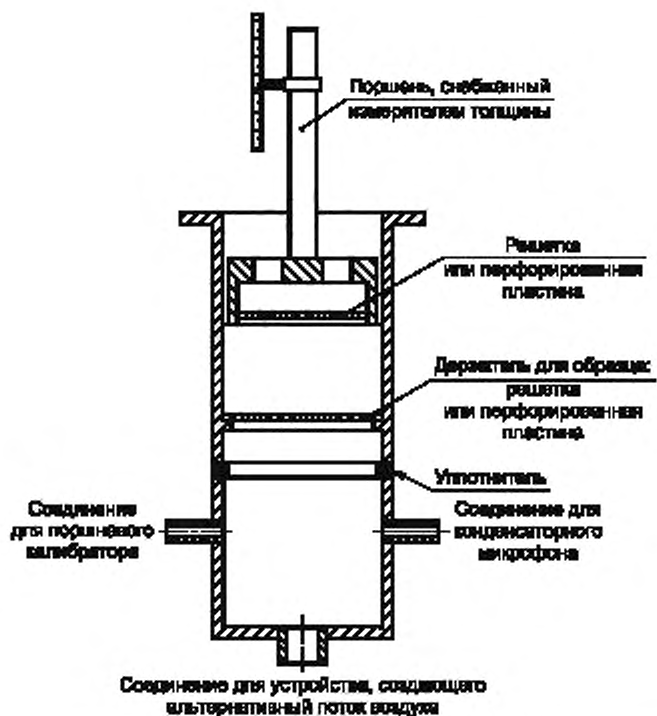 Поршень, снабженный
измерителем толщины
Решетка
или перфорированная
пластина
Держатель для образца:
решетка
или перфорированная
пластина
Уплотнитель
Соединение
для поршневого
калибратора
Соединение для
конденсаторного
микрофона
Соединение для устройства, создающего
альтернативный поток воздуха